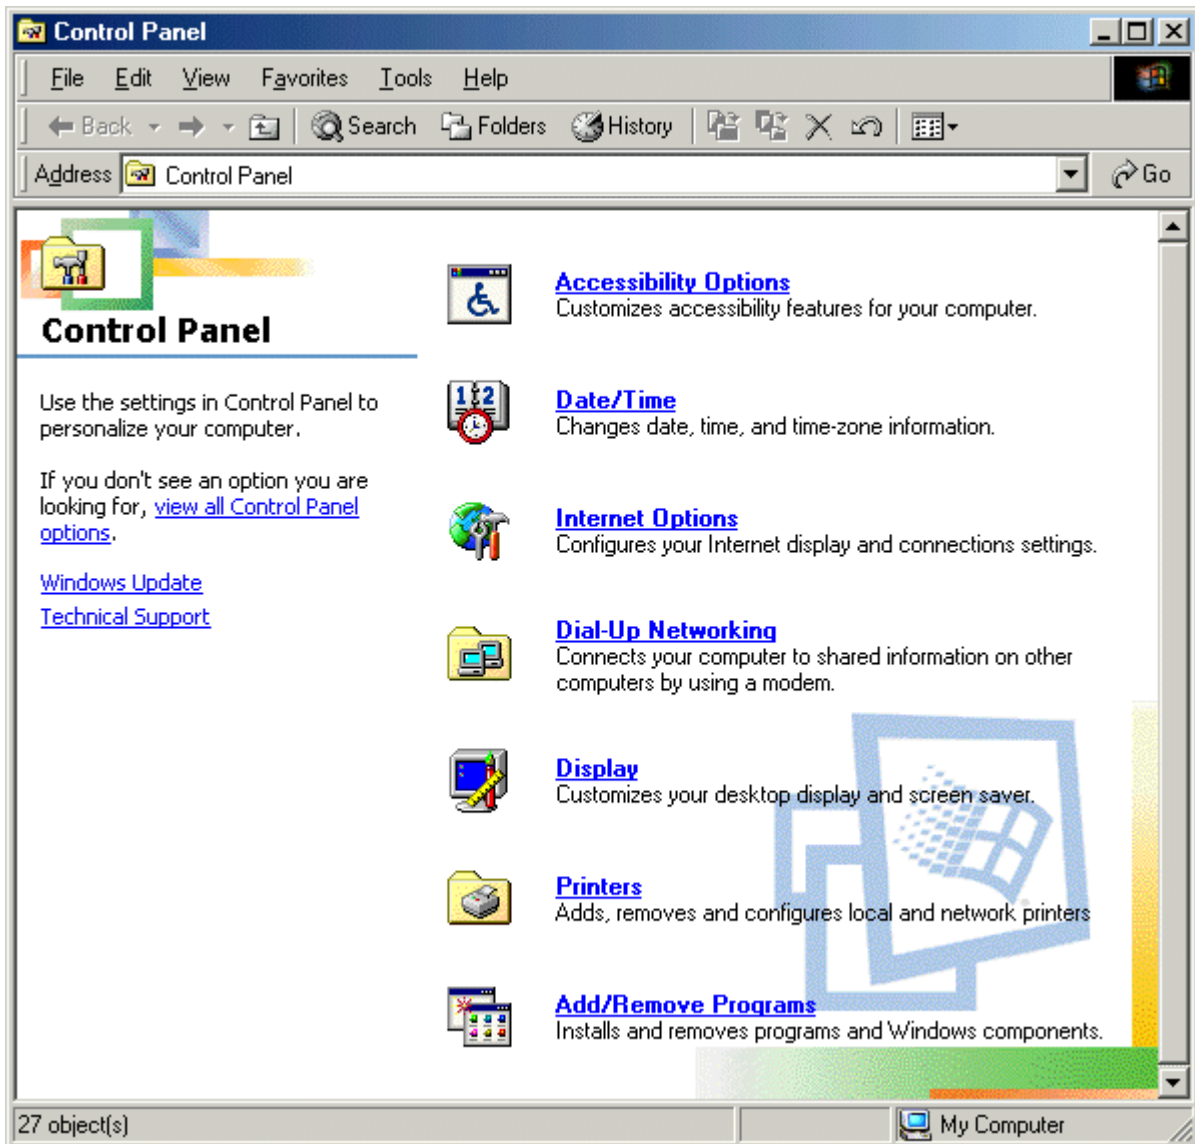 Control Panel
File Edit View Favorites Tools Help
Back Search Folders History
Address Control Panel Go
Control Panel
Use the settings in Control Panel to
personalize your computer.
If you don't see an option you are
looking for, view all Control Panel
options.
Windows Update
Technical Support
Accessibility Options
Customizes accessibility features for your computer.
Date/Time
Changes date, time, and time-zone information.
Internet Options
Configures your Internet display and connections settings.
Dial-Up Networking
Connects your computer to shared information on other
computers by using a modem.
Display
Customizes your desktop display and screen saver.
Printers
Adds, removes and configures local and network printers
Add/Remove Programs
Installs and removes programs and Windows components.
27 object(s) My Computer